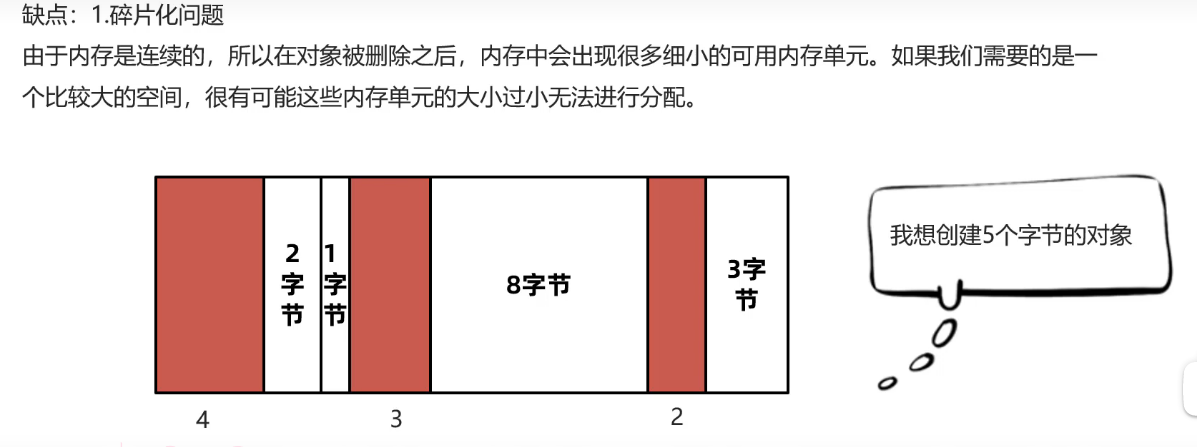 缺点：1.碎片化问题
由于内存是连续的，所以在对象被删除之后，内存中会出现很多细小的可用内存单元。如果我们需要的是一
个比较大的空间，很有可能这些内存单元的大小过小无法进行分配。
2
字
节
1
字
节
8字节
3字
节
我想创建5个字节的对象
4
3
2